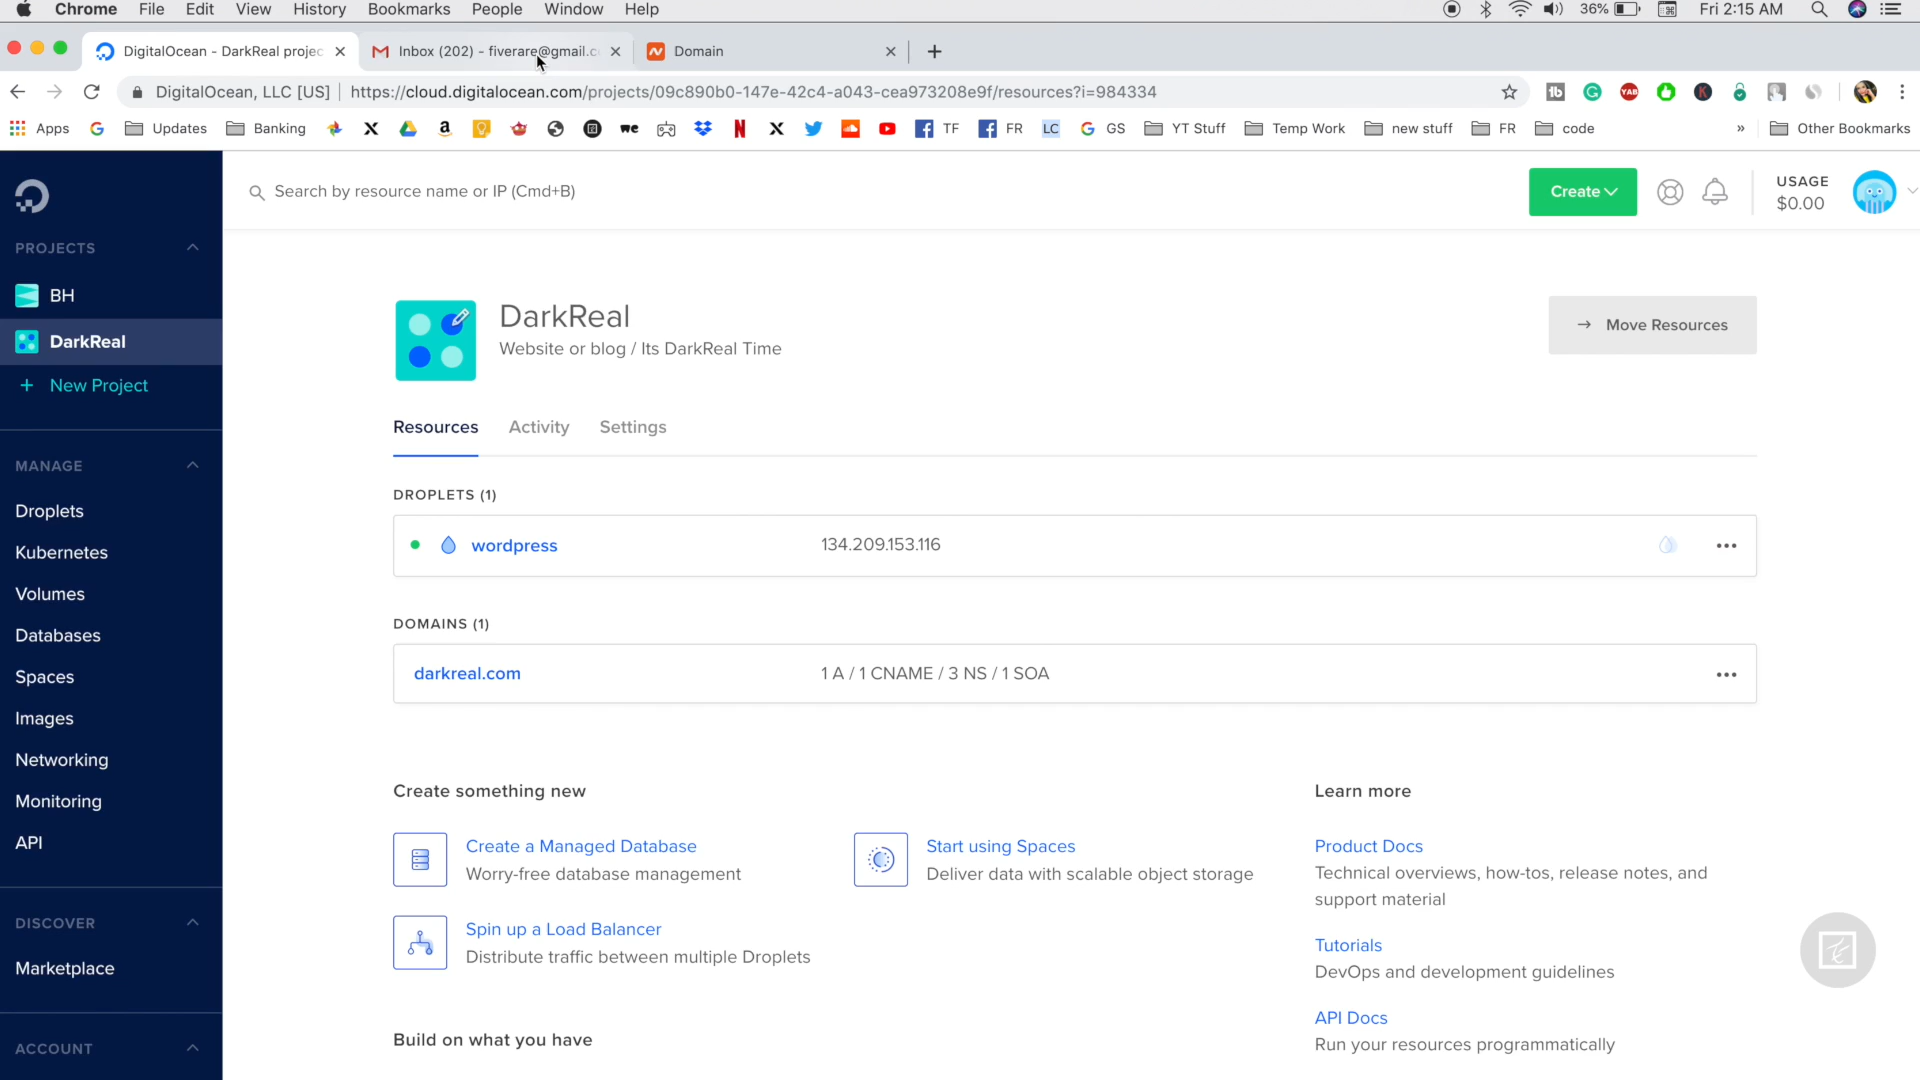 Chrome File Edit View History Bookmarks People Window Help 36% Fri 2:15 AM
DigitalOcean - DarkReal projec Inbox (202) - fiverare@gmail.c Domain
DigitalOcean, LLC [US] https://cloud.digitalocean.com/projects/09c890b0-147e-42c4-a043-cea973208e9f/resources?i=984334
Apps Updates Banking TF FR LC GS YT Stuff Temp Work new stuff FR code » Other Bookmarks
Search by resource name or IP (Cmd+B)
Create
USAGE
$0.00
PROJECTS
BH
DarkReal
+ New Project
MANAGE
Droplets
Kubernetes
Volumes
Databases
Spaces
Images
Networking
Monitoring
API
DISCOVER
Marketplace
ACCOUNT
DarkReal
Website or blog / Its DarkReal Time
→ Move Resources
Resources Activity Settings
DROPLETS (1)
wordpress 134.209.153.116
DOMAINS (1)
darkreal.com 1 A / 1 CNAME / 3 NS / 1 SOA
Create something new
Create a Managed Database
Worry-free database management
Start using Spaces
Deliver data with scalable object storage
Spin up a Load Balancer
Distribute traffic between multiple Droplets
Build on what you have
Learn more
Product Docs
Technical overviews, how-tos, release notes, and
support material
Tutorials
DevOps and development guidelines
API Docs
Run your resources programmatically